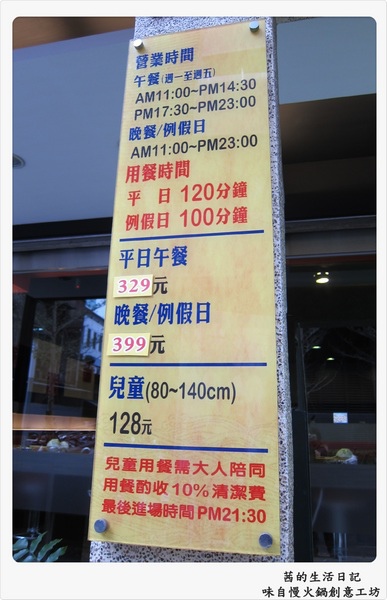 營業時間
午餐(週一至週五)
AM11:00~PM14:30
PM17:30~PM23:00
晚餐/例假日
AM11:00~PM23:00
用餐時間
平 日 120分鐘
例假日 100分鐘
平日午餐
329元
晚餐/例假日
399元
兒童(80~140cm)
128元
兒童用餐需大人陪同
用餐酌收10%清潔費
最後進場時間PM21:30
茜的生活日記
味自慢火鍋創意工坊